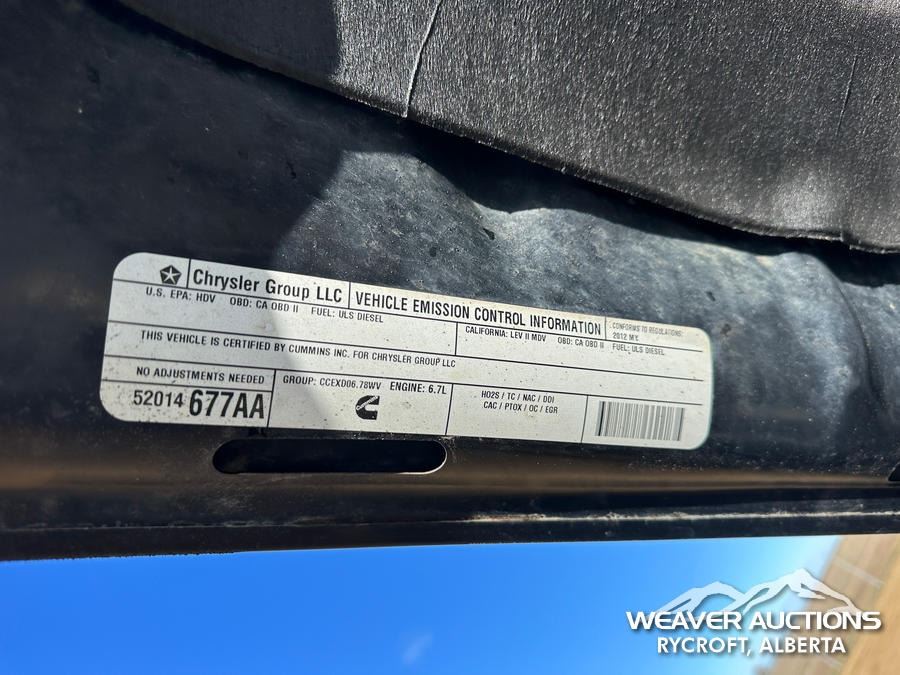 Chrysler Group LLC
VEHICLE EMISSION CONTROL INFORMATION
CONFORMS TO REGULATIONS:
2012 MY
U.S. EPA: HDV OBD: CA OBD II FUEL: ULS DIESEL
CALIFORNIA: LEV II MDV OBD: CA OBD II FUEL: ULS DIESEL
THIS VEHICLE IS CERTIFIED BY CUMMINS INC. FOR CHRYSLER GROUP LLC
NO ADJUSTMENTS NEEDED
52014677AA
GROUP: CCEXD06.78WV ENGINE: 6.7L
HO2S / TC / NAC / DDI
CAC / PTOX / OC / EGR
WEAVER AUCTIONS
RYCROFT, ALBERTA